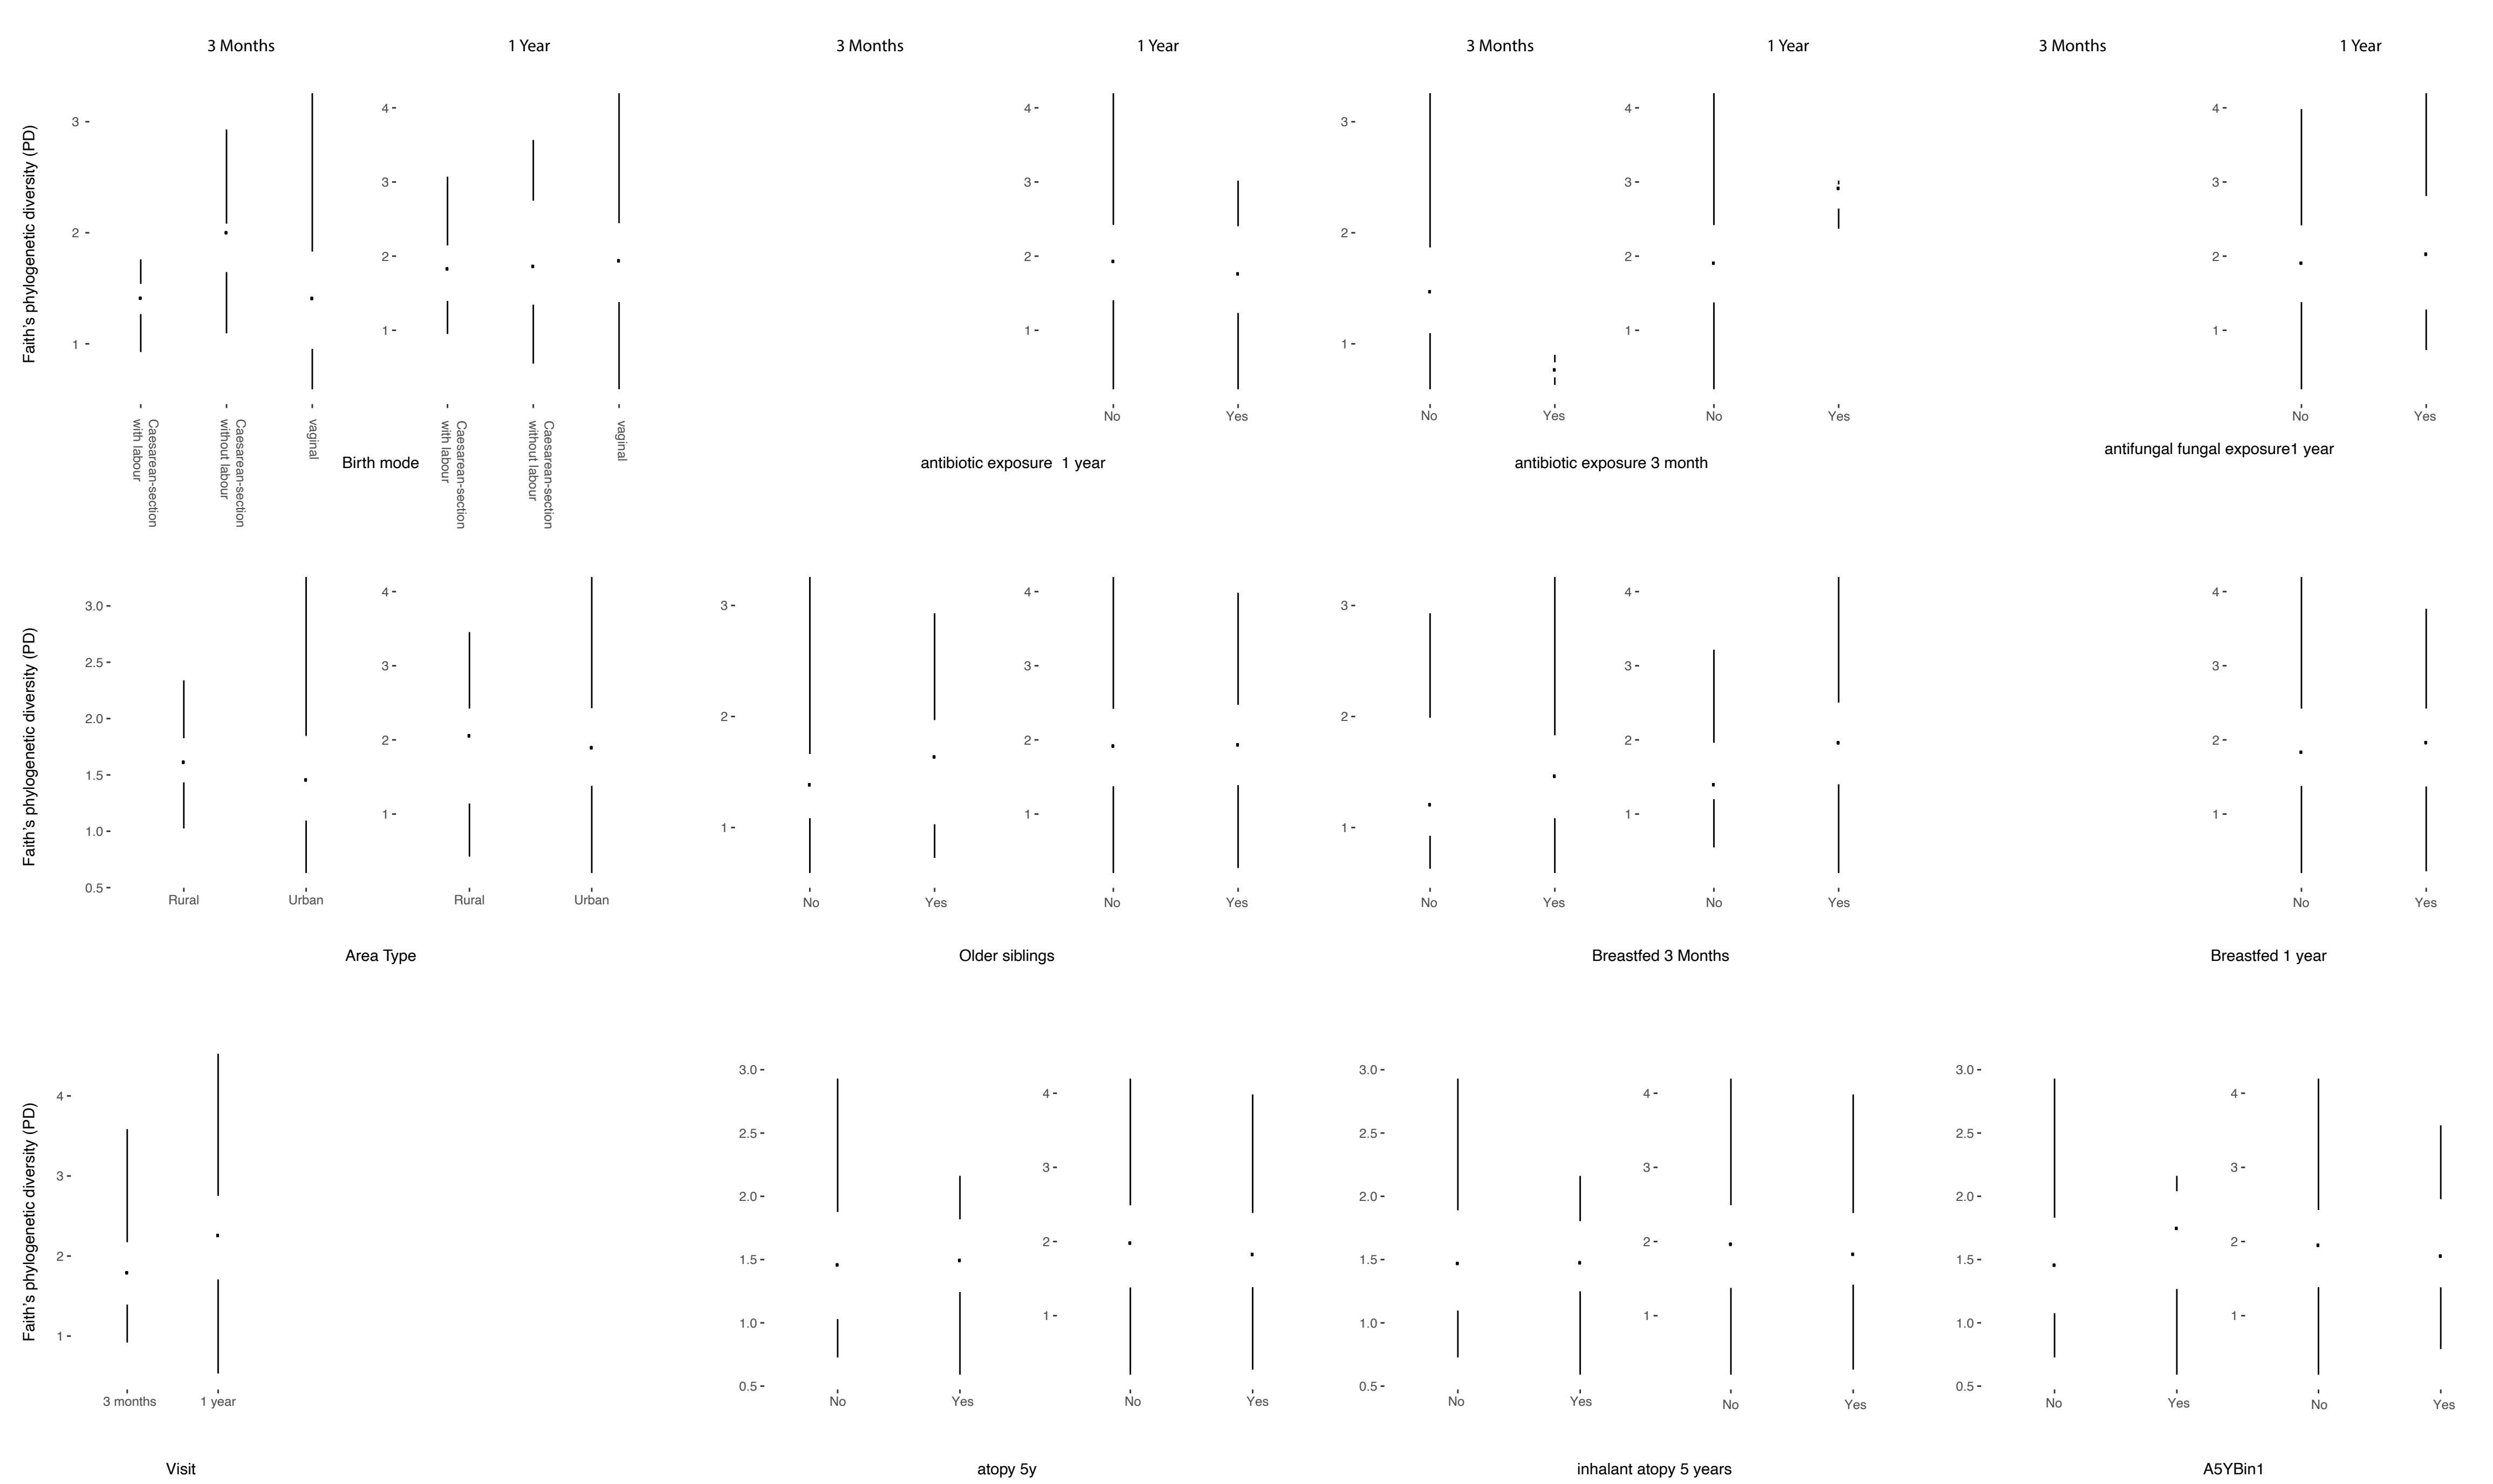 3 Months 1 Year 3 Months 1 Year 3 Months 1 Year 3 Months 1 Year
Faith's phylogenetic diversity (PD)
3
2
1
4
3
2
1
4
3
2
1
3
2
1
4
3
2
1
4
3
2
1
Caesarean-section
with labour
Caesarean-section
without labour
vaginal
Caesarean-section
with labour
Caesarean-section
without labour
vaginal
No Yes No Yes No Yes No Yes
Birth mode
antibiotic exposure 1 year
antibiotic exposure 3 month
antifungal fungal exposure1 year
Faith's phylogenetic diversity (PD)
3.0
2.5
2.0
1.5
1.0
0.5
4
3
2
1
3
2
1
4
3
2
1
3
2
1
4
3
2
1
4
3
2
1
Rural Urban Rural Urban No Yes No Yes No Yes No Yes No Yes
Area Type
Older siblings
Breastfed 3 Months
Breastfed 1 year
Faith's phylogenetic diversity (PD)
4
3
2
1
3.0
2.5
2.0
1.5
1.0
0.5
4
3
2
1
3.0
2.5
2.0
1.5
1.0
0.5
4
3
2
1
3.0
2.5
2.0
1.5
1.0
0.5
4
3
2
1
3 months 1 year No Yes No Yes No Yes No Yes No Yes No Yes
Visit
atopy 5y
inhalant atopy 5 years
A5YBin1